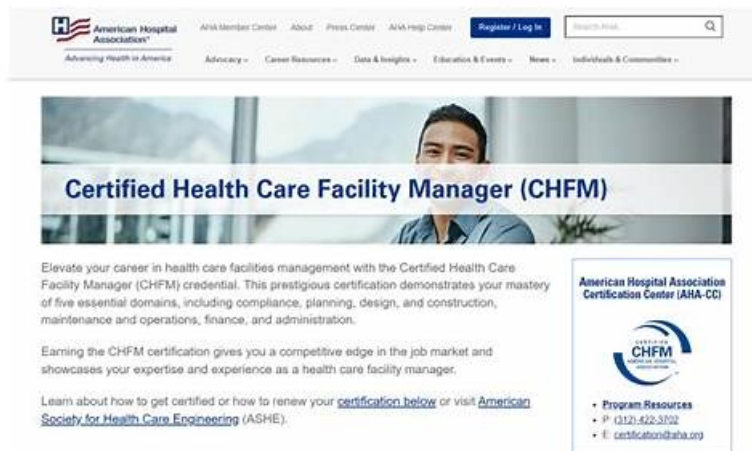 American Hospital
Association®
Advancing Health in America
AHA Member Center About Press Center AHA Help Center Register / Log In Search AHA
Advocacy Career Resources Data & Insights Education & Events News Individuals & Communities
Certified Health Care Facility Manager (CHFM)
Elevate your career in health care facilities management with the Certified Health Care
Facility Manager (CHFM) credential. This prestigious certification demonstrates your mastery
of five essential domains, including compliance, planning, design, and construction,
maintenance and operations, finance, and administration.
Earning the CHFM certification gives you a competitive edge in the job market and
showcases your expertise and experience as a health care facility manager.
Learn about how to get certified or how to renew your certification below or visit American
Society for Health Care Engineering (ASHE).
American Hospital Association
Certification Center (AHA-CC)
CERTIFIED
CHFM
AMERICAN HOSPITAL
ASSOCIATION
• Program Resources
• P: (312)-422-3702
• E: certification@aha.org